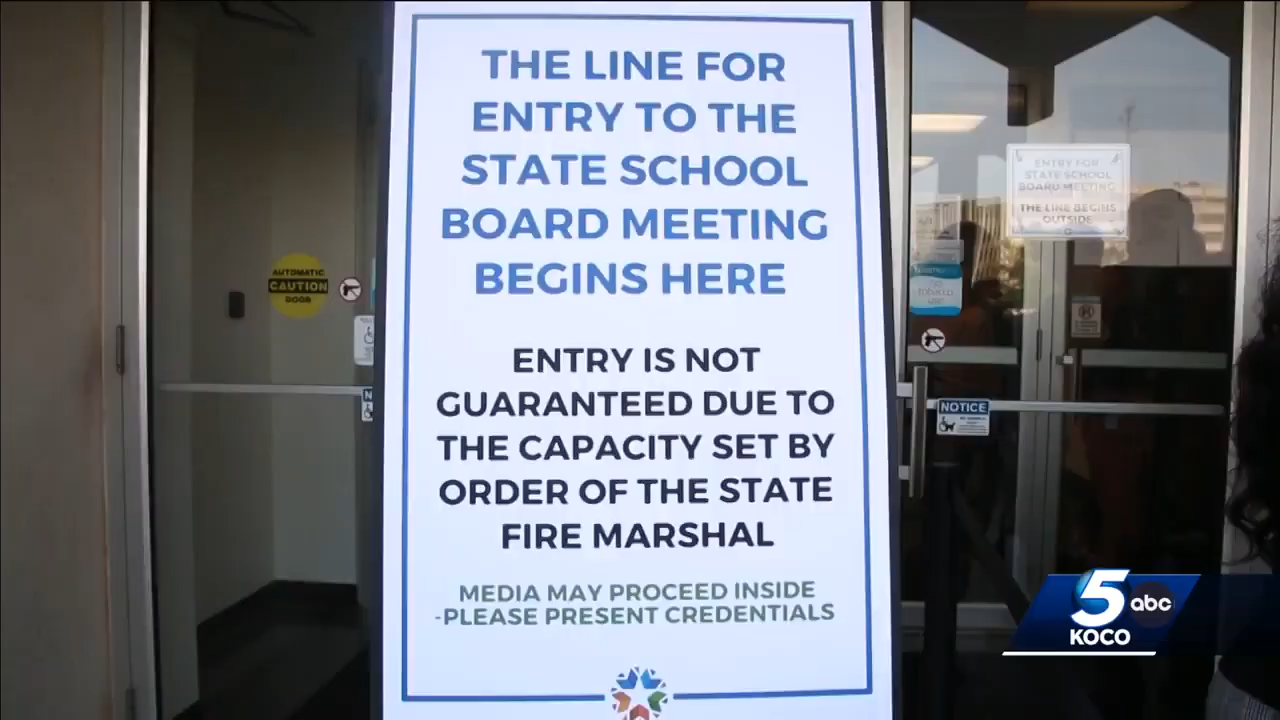 THE LINE FOR
ENTRY TO THE
STATE SCHOOL
BOARD MEETING
BEGINS HERE
ENTRY IS NOT
GUARANTEED DUE TO
THE CAPACITY SET BY
ORDER OF THE STATE
FIRE MARSHAL
MEDIA MAY PROCEED INSIDE
-PLEASE PRESENT CREDENTIALS
AUTOMATIC
CAUTION
DOOR
ENTRY FOR
STATE SCHOOL
BOARD MEETING
THE LINE BEGINS
OUTSIDE
tobacco
use
NOTICE
5 abc
KOCO